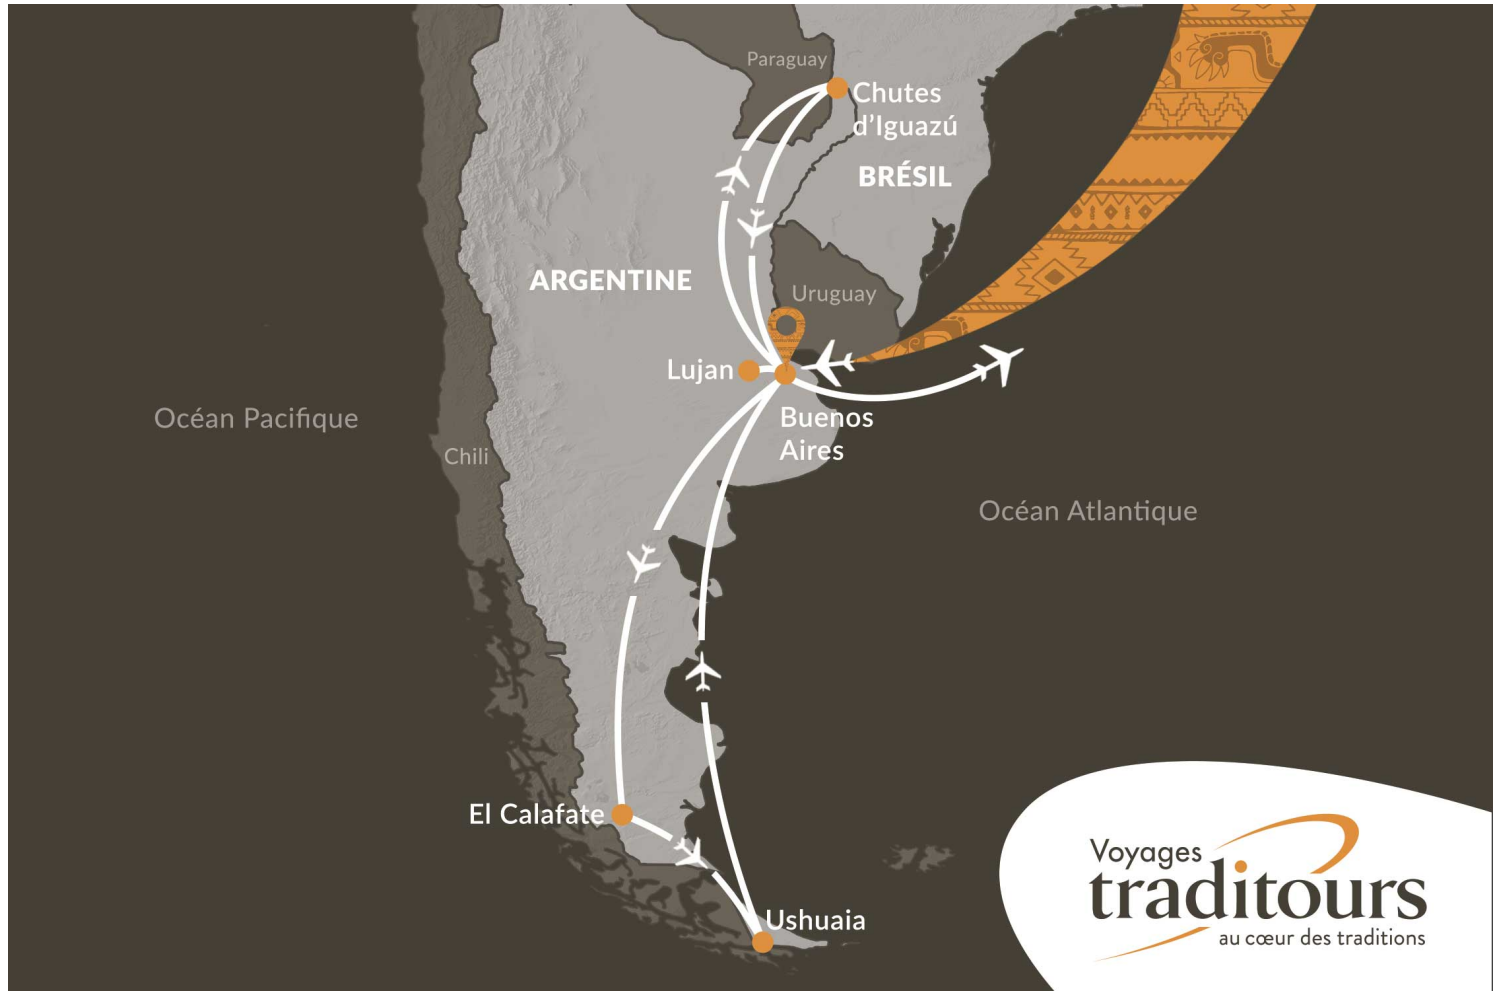 Paraguay
Chutes
d'Iguazú
BRÉSIL
ARGENTINE
Uruguay
Lujan
Buenos
Aires
Océan Pacifique
Chili
Océan Atlantique
El Calafate
Ushuaia
Voyages
traditours
au cœur des traditions